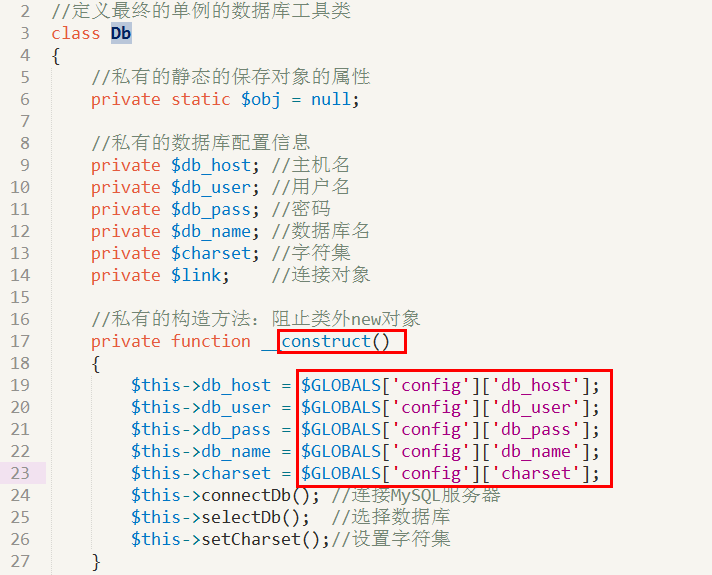 2 //定义最终的单例的数据库工具类
3 class Db
4 {
5 //私有的静态的保存对象的属性
6 private static $obj = null;
7
8 //私有的数据库配置信息
9 private $db_host; //主机名
10 private $db_user; //用户名
11 private $db_pass; //密码
12 private $db_name; //数据库名
13 private $charset; //字符集
14 private $link; //连接对象
15
16 //私有的构造方法：阻止类外new对象
17 private function __construct()
18 {
19 $this->db_host = $GLOBALS['config']['db_host'];
20 $this->db_user = $GLOBALS['config']['db_user'];
21 $this->db_pass = $GLOBALS['config']['db_pass'];
22 $this->db_name = $GLOBALS['config']['db_name'];
23 $this->charset = $GLOBALS['config']['charset'];
24 $this->connectDb(); //连接MySQL服务器
25 $this->selectDb(); //选择数据库
26 $this->setCharset();//设置字符集
27 }